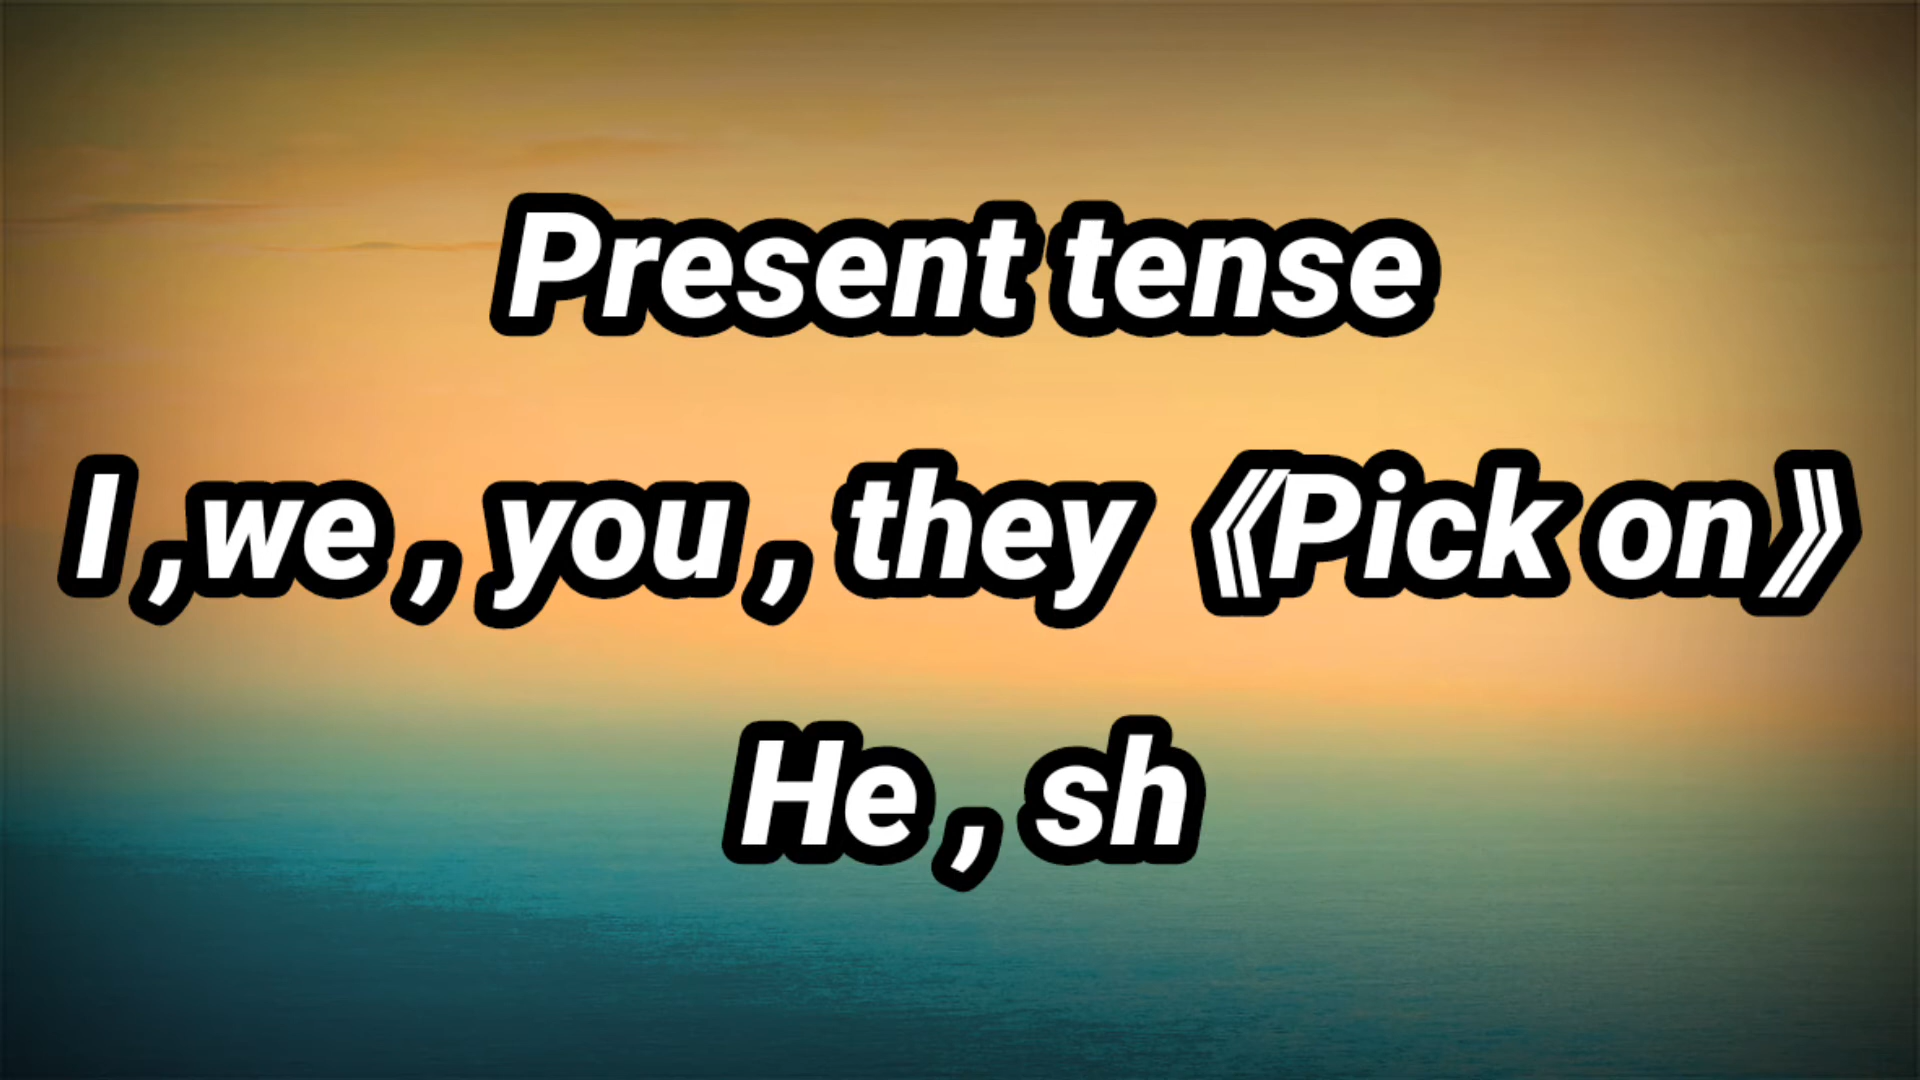 Present tense
I ,we , you , they 《Pick on》
He , sh